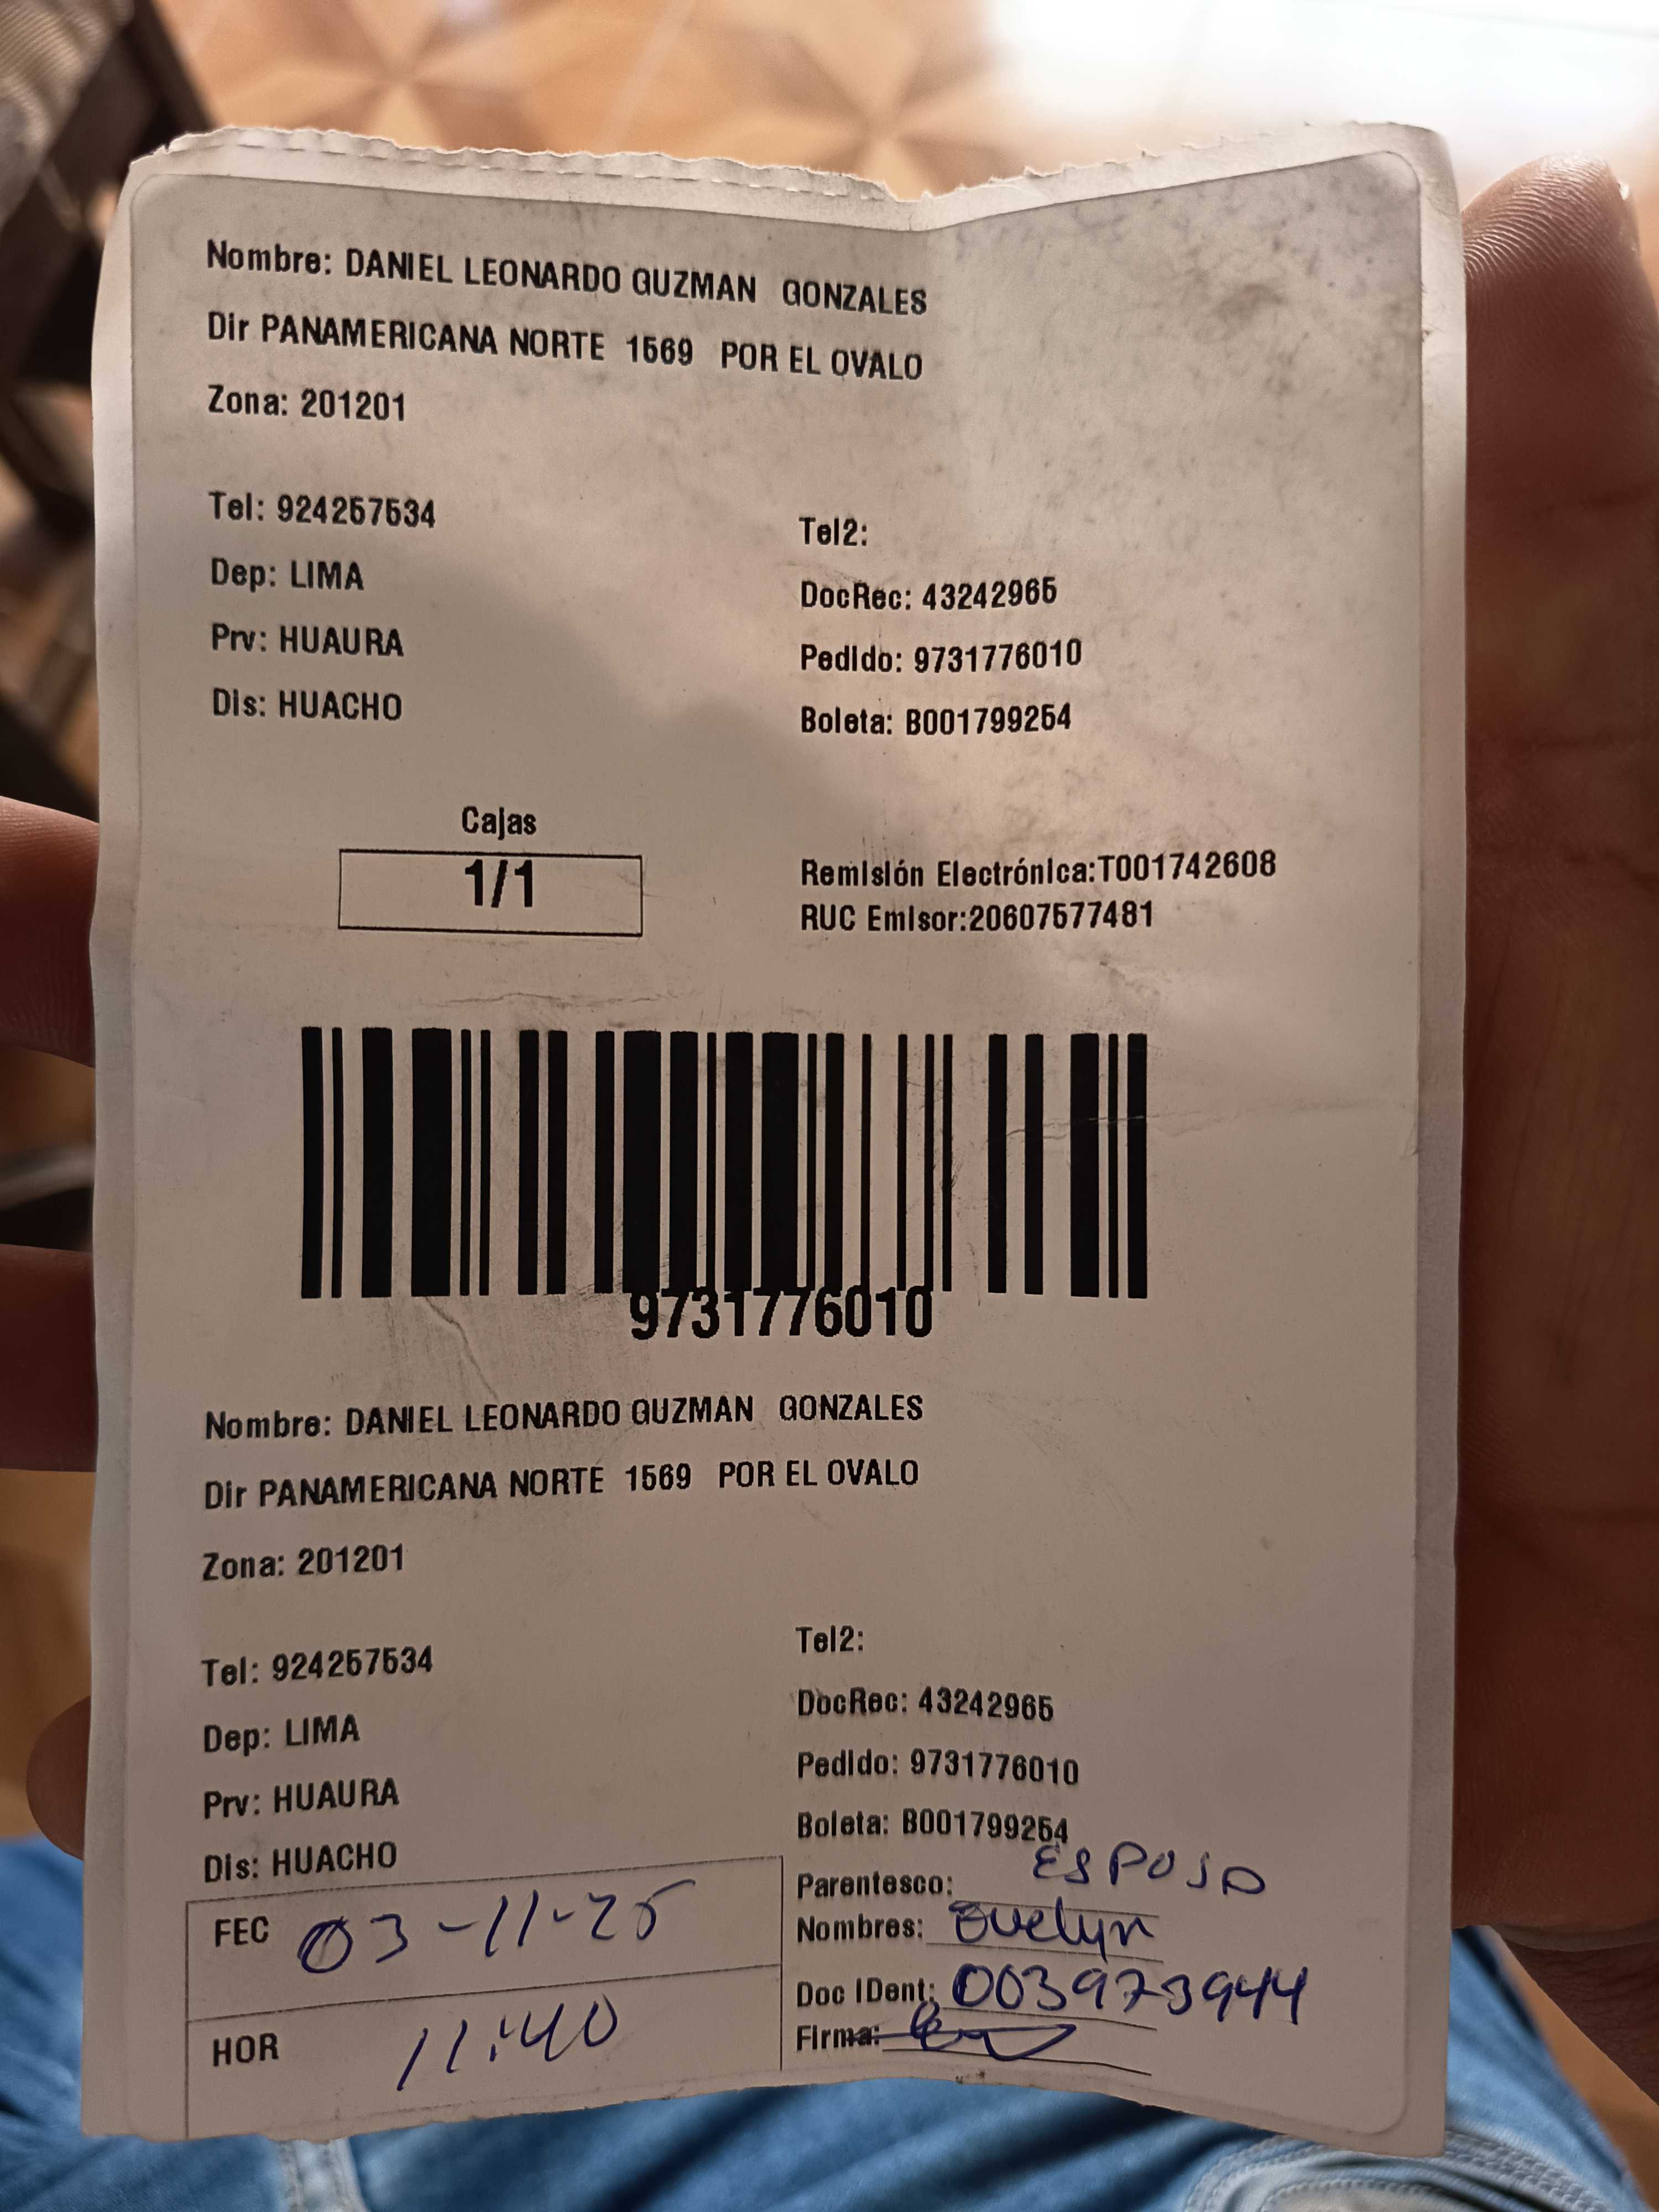 Nombre: DANIEL LEONARDO GUZMAN GONZALES
Dir PANAMERICANA NORTE 1569 POR EL OVALO
Zona: 201201
Tel: 924257534
Dep: LIMA
Prv: HUAURA
Dis: HUACHO
Tel2:
DocRec: 43242965
Pedido: 9731776010
Boleta: B001799254
Cajas
1/1
Remisión Electrónica:T001742608
RUC Emisor:20607577481
9731776010
Nombre: DANIEL LEONARDO GUZMAN GONZALES
Dir PANAMERICANA NORTE 1569 POR EL OVALO
Zona: 201201
Tel: 924257534
Dep: LIMA
Prv: HUAURA
Dis: HUACHO
Tel2:
DocRec: 43242965
Pedido: 9731776010
Boleta: B001799254
FEC 03-11-25
HOR 11:40
Parentesco: ESPOSO
Nombres: Evelyn
Doc IDent: 003973944
Firma: